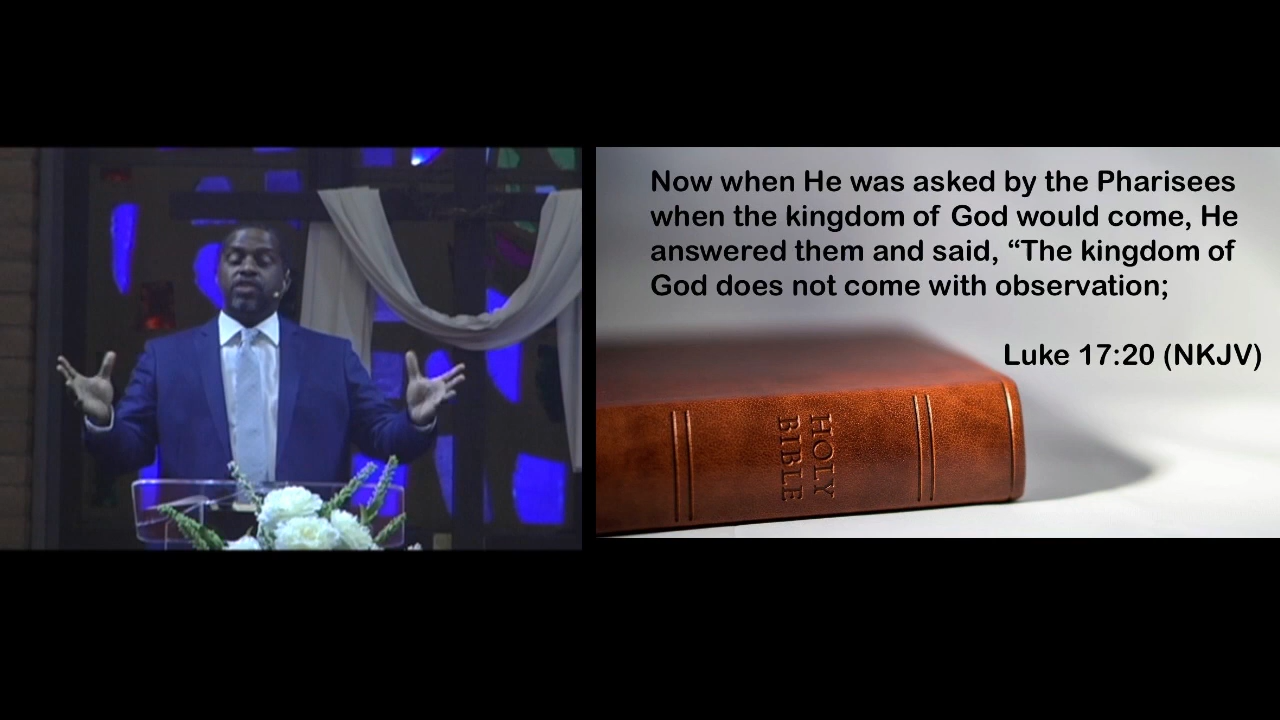 Now when He was asked by the Pharisees
when the kingdom of God would come, He
answered them and said, “The kingdom of
God does not come with observation;
Luke 17:20 (NKJV)
HOLY
BIBLE